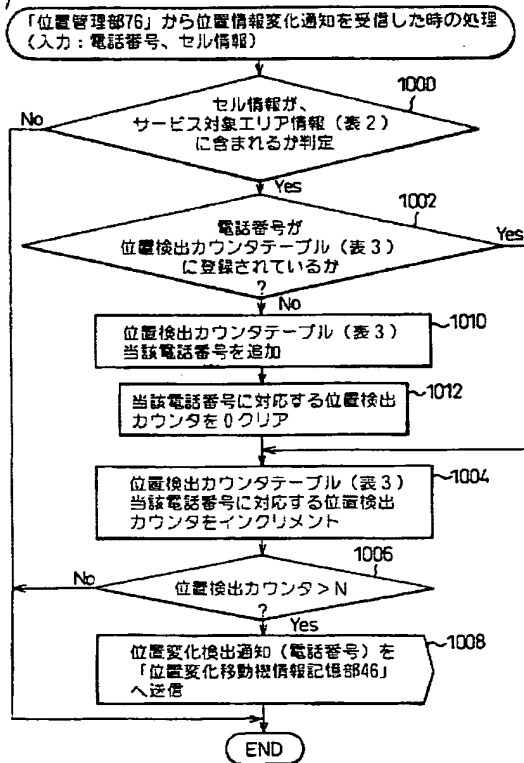 「位置管理部76」から位置情報変化通知を受信した時の処理
（入力：電話番号、セル情報）
1000
セル情報が、
サービス対象エリア情報（表2）
に含まれるか判定
No
Yes
1002
電話番号が
位置検出カウンタテーブル（表3）
に登録されているか
?
Yes
No
位置検出カウンタテーブル（表3）
当該電話番号を追加
1010
当該電話番号に対応する位置検出
カウンタを0クリア
1012
位置検出カウンタテーブル（表3）
当該電話番号に対応する位置検出
カウンタをインクリメント
1004
1006
位置検出カウンタ＞N
?
No
Yes
位置変化検出通知（電話番号）を
「位置変化移動機情報記憶部46」
へ送信
1008
END